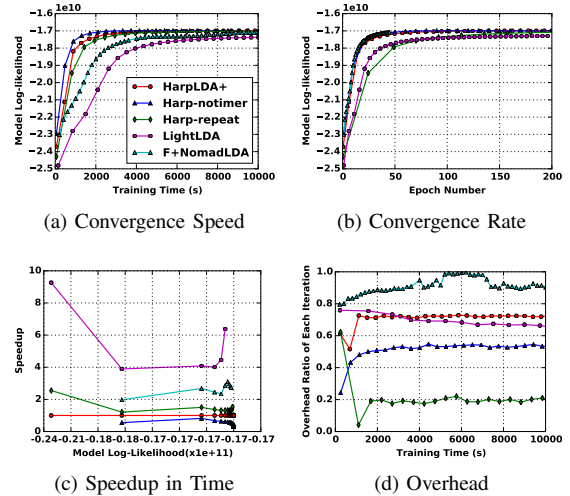 1e10
−1.6
−1.7
−1.8
−1.9
−2.0
−2.1
−2.2
−2.3
−2.4
−2.5
Model Log-likelihood
HarpLDA+
Harp-notimer
Harp-repeat
LightLDA
F+NomadLDA
0 2000 4000 6000 8000 10000
Training Time (s)
(a) Convergence Speed
1e10
−1.6
−1.7
−1.8
−1.9
−2.0
−2.1
−2.2
−2.3
−2.4
−2.5
Model Log-likelihood
0 50 100 150 200
Epoch Number
(b) Convergence Rate
10
8
6
4
2
0
Speedup
-0.24-0.21-0.18-0.17-0.17-0.17-0.17-0.17
Model Log-Likelihood(x1e+11)
(c) Speedup in Time
1.0
0.8
0.6
0.4
0.2
0.0
Overhead Ratio of Each Iteration
0 2000 4000 6000 8000 10000
Training Time (s)
(d) Overhead